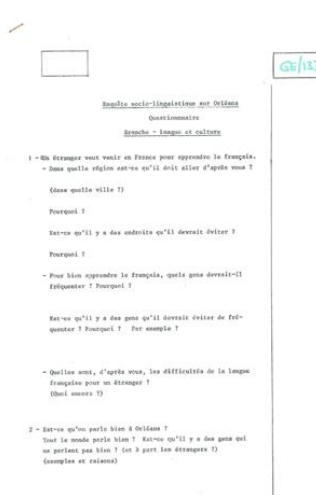 GE/13
Enquête socio-linguistique sur Orléans
Questionnaire
Branche - langue et culture
1 - Un étranger veut venir en France pour apprendre le français.
- Dans quelle région est-ce qu'il doit aller d'après vous ?
(dans quelle ville ?)
Pourquoi ?
Est-ce qu'il y a des endroits qu'il devrait éviter ?
Pourquoi ?
- Pour bien apprendre le français, quels gens devrait-il
fréquenter ? Pourquoi ?
Est-ce qu'il y a des gens qu'il devrait éviter de fré-
quenter ? Pourquoi ? Par exemple ?
- Quelles sont, d'après vous, les difficultés de la langue
française pour un étranger ?
(Quoi encore ?)
2 - Est-ce qu'on parle bien à Orléans ?
Tout le monde parle bien ? Est-ce qu'il y a des gens qui
ne parlent pas bien ? (et à part les étrangers ?)
(exemples et raisons)